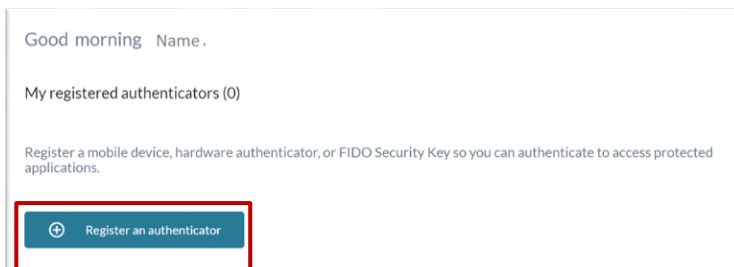 Good morning Name.
My registered authenticators (0)
Register a mobile device, hardware authenticator, or FIDO Security Key so you can authenticate to access protected
applications.
Register an authenticator